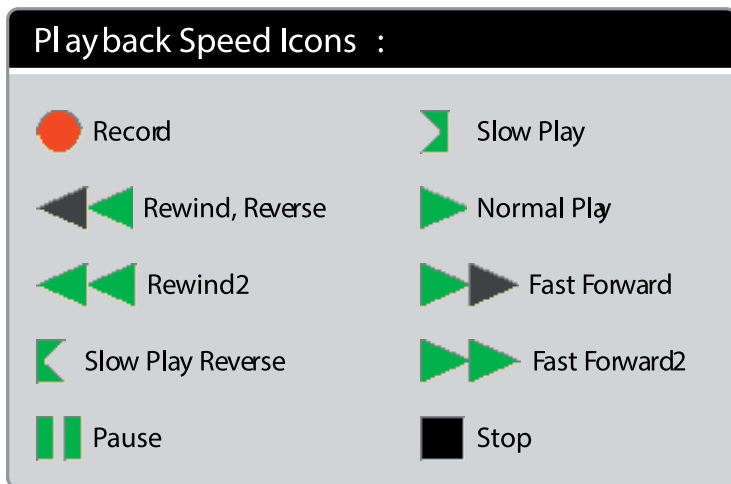 Playback Speed Icons :
Record
Rewind, Reverse
Rewind2
Slow Play Reverse
Pause
Slow Play
Normal Play
Fast Forward
Fast Forward2
Stop